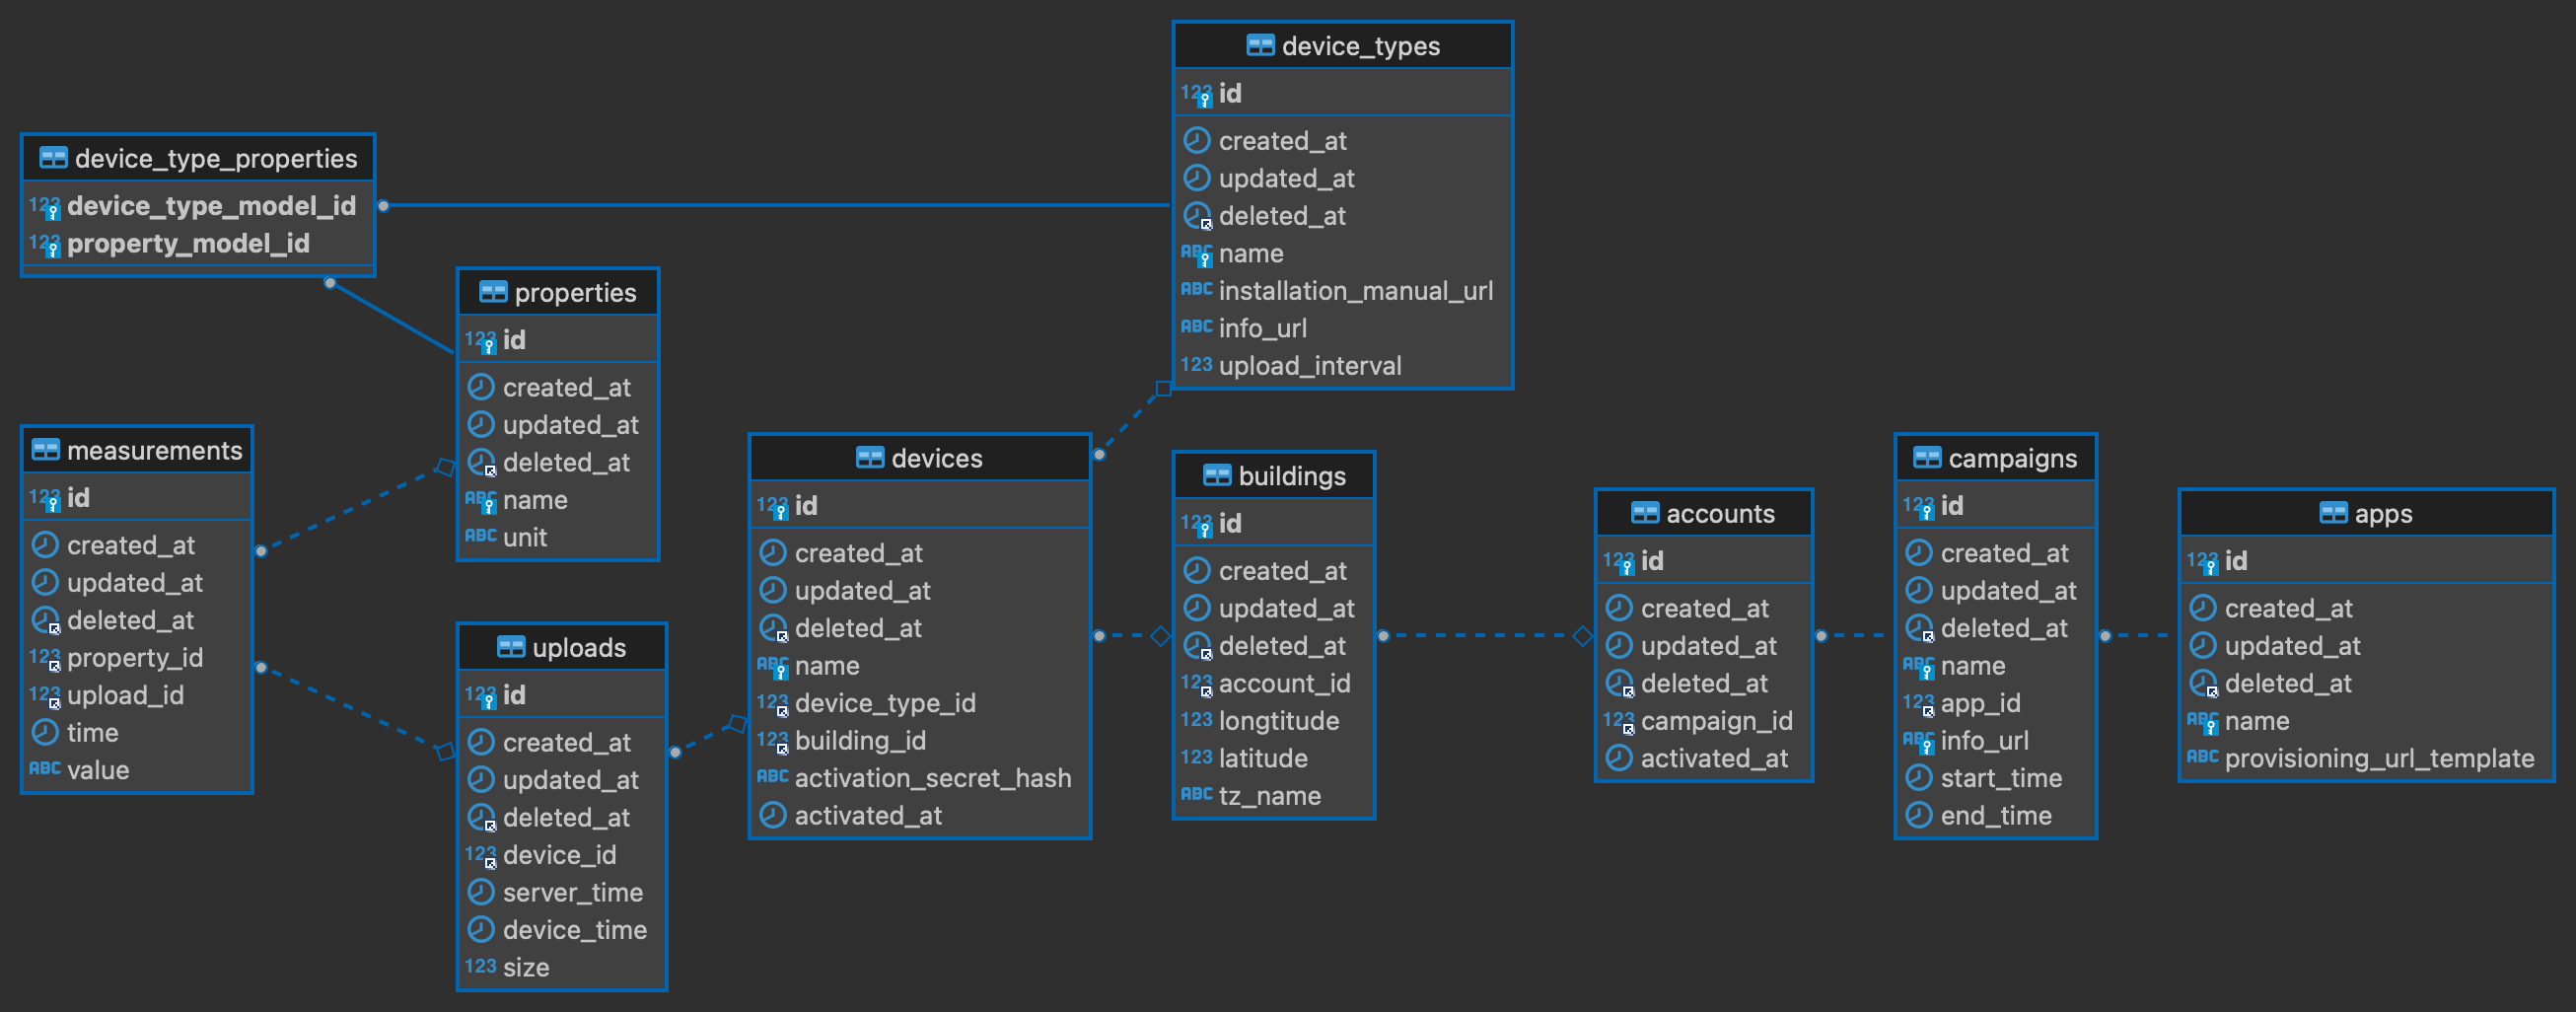 device_types
123 id
created_at
updated_at
deleted_at
ABC name
ABC installation_manual_url
ABC info_url
123 upload_interval
device_type_properties
123 device_type_model_id
123 property_model_id
properties
123 id
created_at
updated_at
deleted_at
ABC name
ABC unit
measurements
123 id
created_at
updated_at
deleted_at
123 property_id
123 upload_id
time
ABC value
uploads
123 id
created_at
updated_at
deleted_at
123 device_id
server_time
device_time
123 size
devices
123 id
created_at
updated_at
deleted_at
ABC name
123 device_type_id
123 building_id
ABC activation_secret_hash
activated_at
buildings
123 id
created_at
updated_at
deleted_at
123 account_id
123 longtitude
123 latitude
ABC tz_name
accounts
123 id
created_at
updated_at
deleted_at
123 campaign_id
activated_at
campaigns
123 id
created_at
updated_at
deleted_at
ABC name
123 app_id
ABC info_url
start_time
end_time
apps
123 id
created_at
updated_at
deleted_at
ABC name
ABC provisioning_url_template